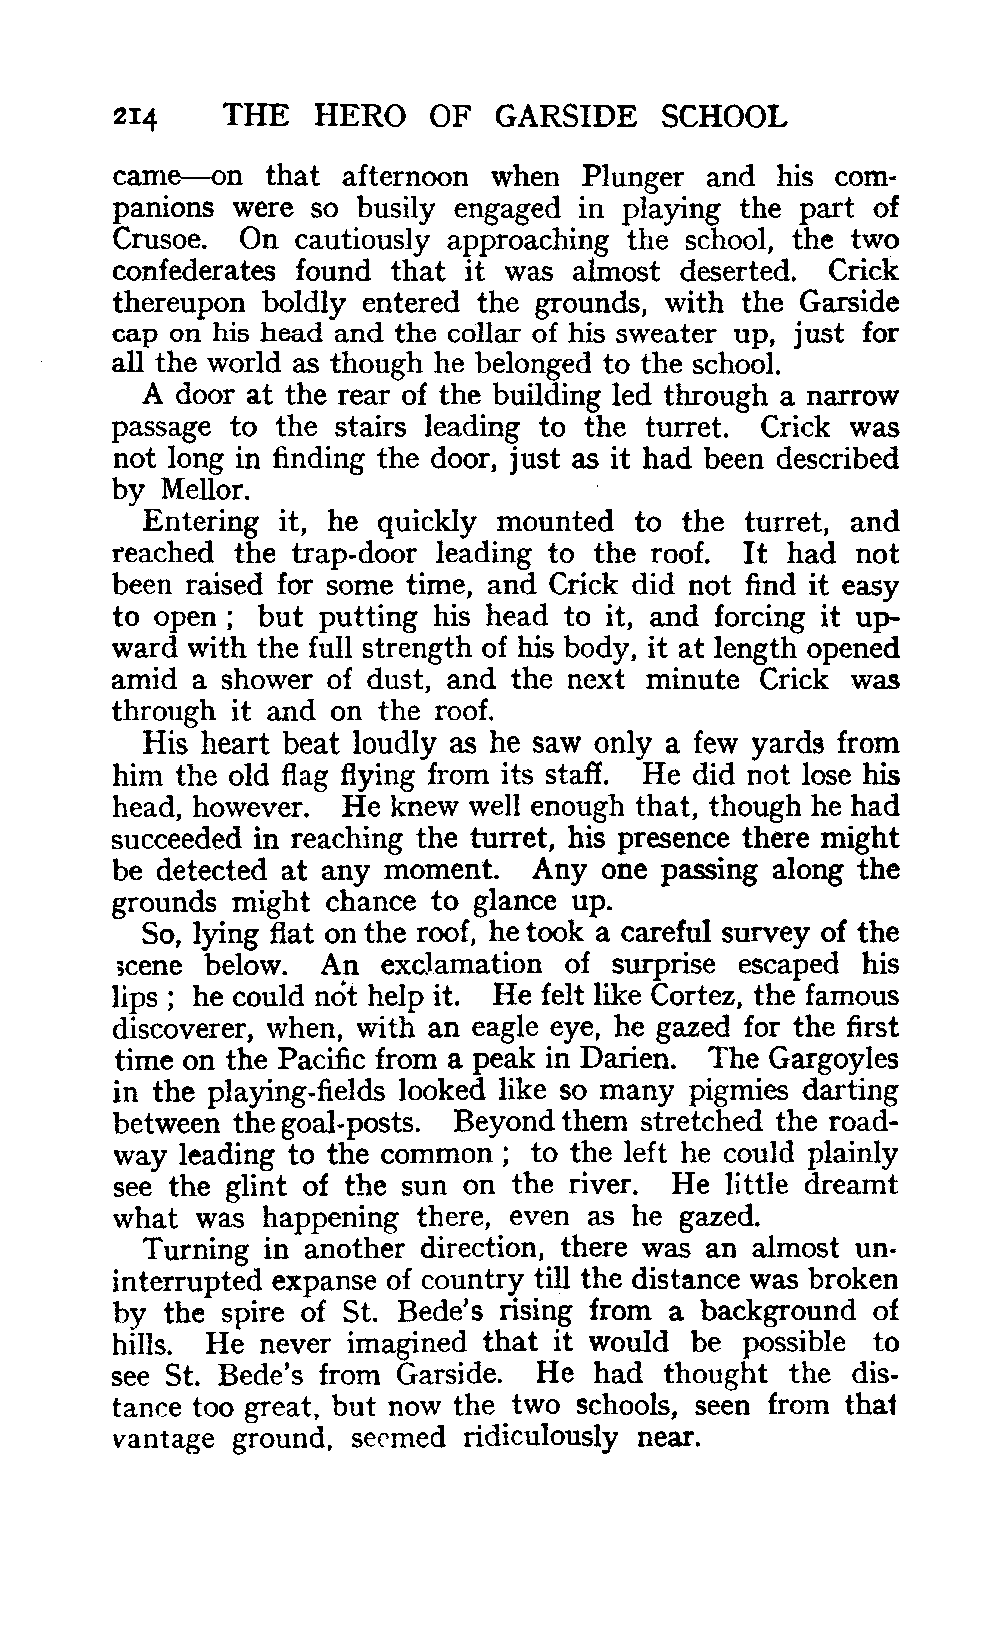 214 THE HERO OF GARSIDE SCHOOL
came—on that afternoon when Plunger and his com-
panions were so busily engaged in playing the part of
Crusoe. On cautiously approaching the school, the two
confederates found that it was almost deserted. Crick
thereupon boldly entered the grounds, with the Garside
cap on his head and the collar of his sweater up, just for
all the world as though he belonged to the school.
A door at the rear of the building led through a narrow
passage to the stairs leading to the turret. Crick was
not long in finding the door, just as it had been described
by Mellor.
Entering it, he quickly mounted to the turret, and
reached the trap-door leading to the roof. It had not
been raised for some time, and Crick did not find it easy
to open ; but putting his head to it, and forcing it up-
ward with the full strength of his body, it at length opened
amid a shower of dust, and the next minute Crick was
through it and on the roof.
His heart beat loudly as he saw only a few yards from
him the old flag flying from its staff. He did not lose his
head, however. He knew well enough that, though he had
succeeded in reaching the turret, his presence there might
be detected at any moment. Any one passing along the
grounds might chance to glance up.
So, lying flat on the roof, he took a careful survey of the
scene below. An exclamation of surprise escaped his
lips ; he could not help it. He felt like Cortez, the famous
discoverer, when, with an eagle eye, he gazed for the first
time on the Pacific from a peak in Darien. The Gargoyles
in the playing-fields looked like so many pigmies darting
between the goal-posts. Beyond them stretched the road-
way leading to the common ; to the left he could plainly
see the glint of the sun on the river. He little dreamt
what was happening there, even as he gazed.
Turning in another direction, there was an almost un-
interrupted expanse of country till the distance was broken
by the spire of St. Bede's rising from a background of
hills. He never imagined that it would be possible to
see St. Bede's from Garside. He had thought the dis-
tance too great, but now the two schools, seen from that
vantage ground, seemed ridiculously near.